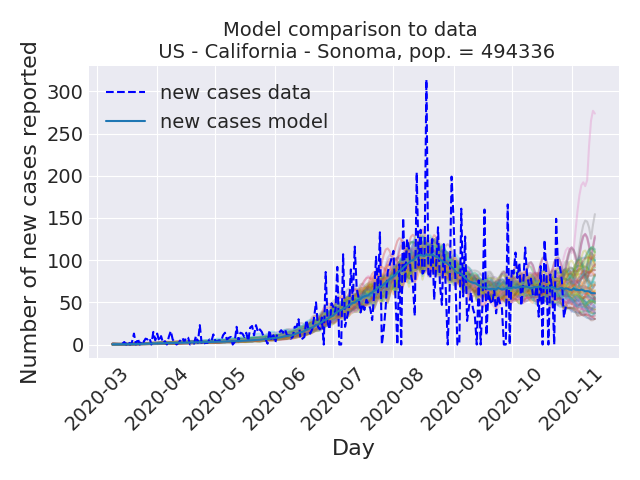 Model comparison to data
US - California - Sonoma, pop. = 494336
Number of new cases reported
300
250
200
150
100
50
0
new cases data
new cases model
2020-03
2020-04
2020-05
2020-06
2020-07
2020-08
2020-09
2020-10
2020-11
Day